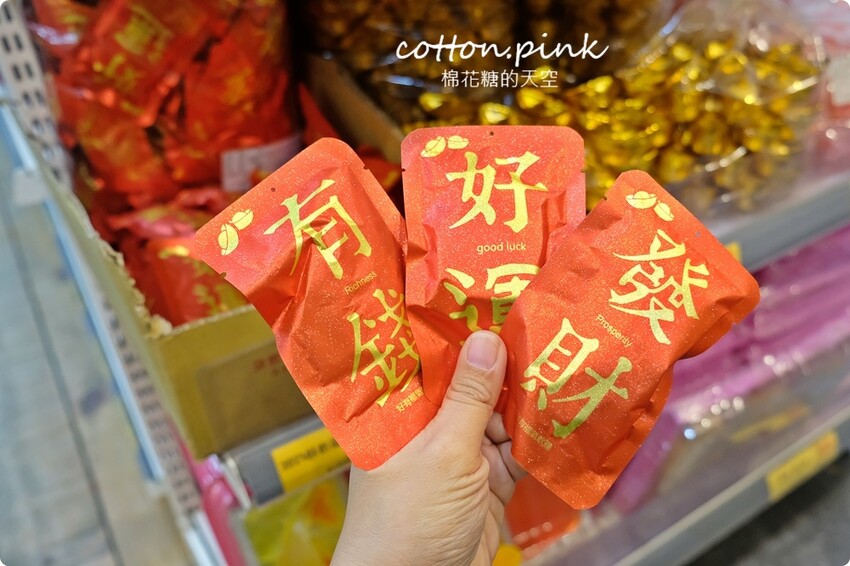 cotton.pink
棉花糖的天空
有
Richness
錢
好
good luck
運
發
Prosperity
財